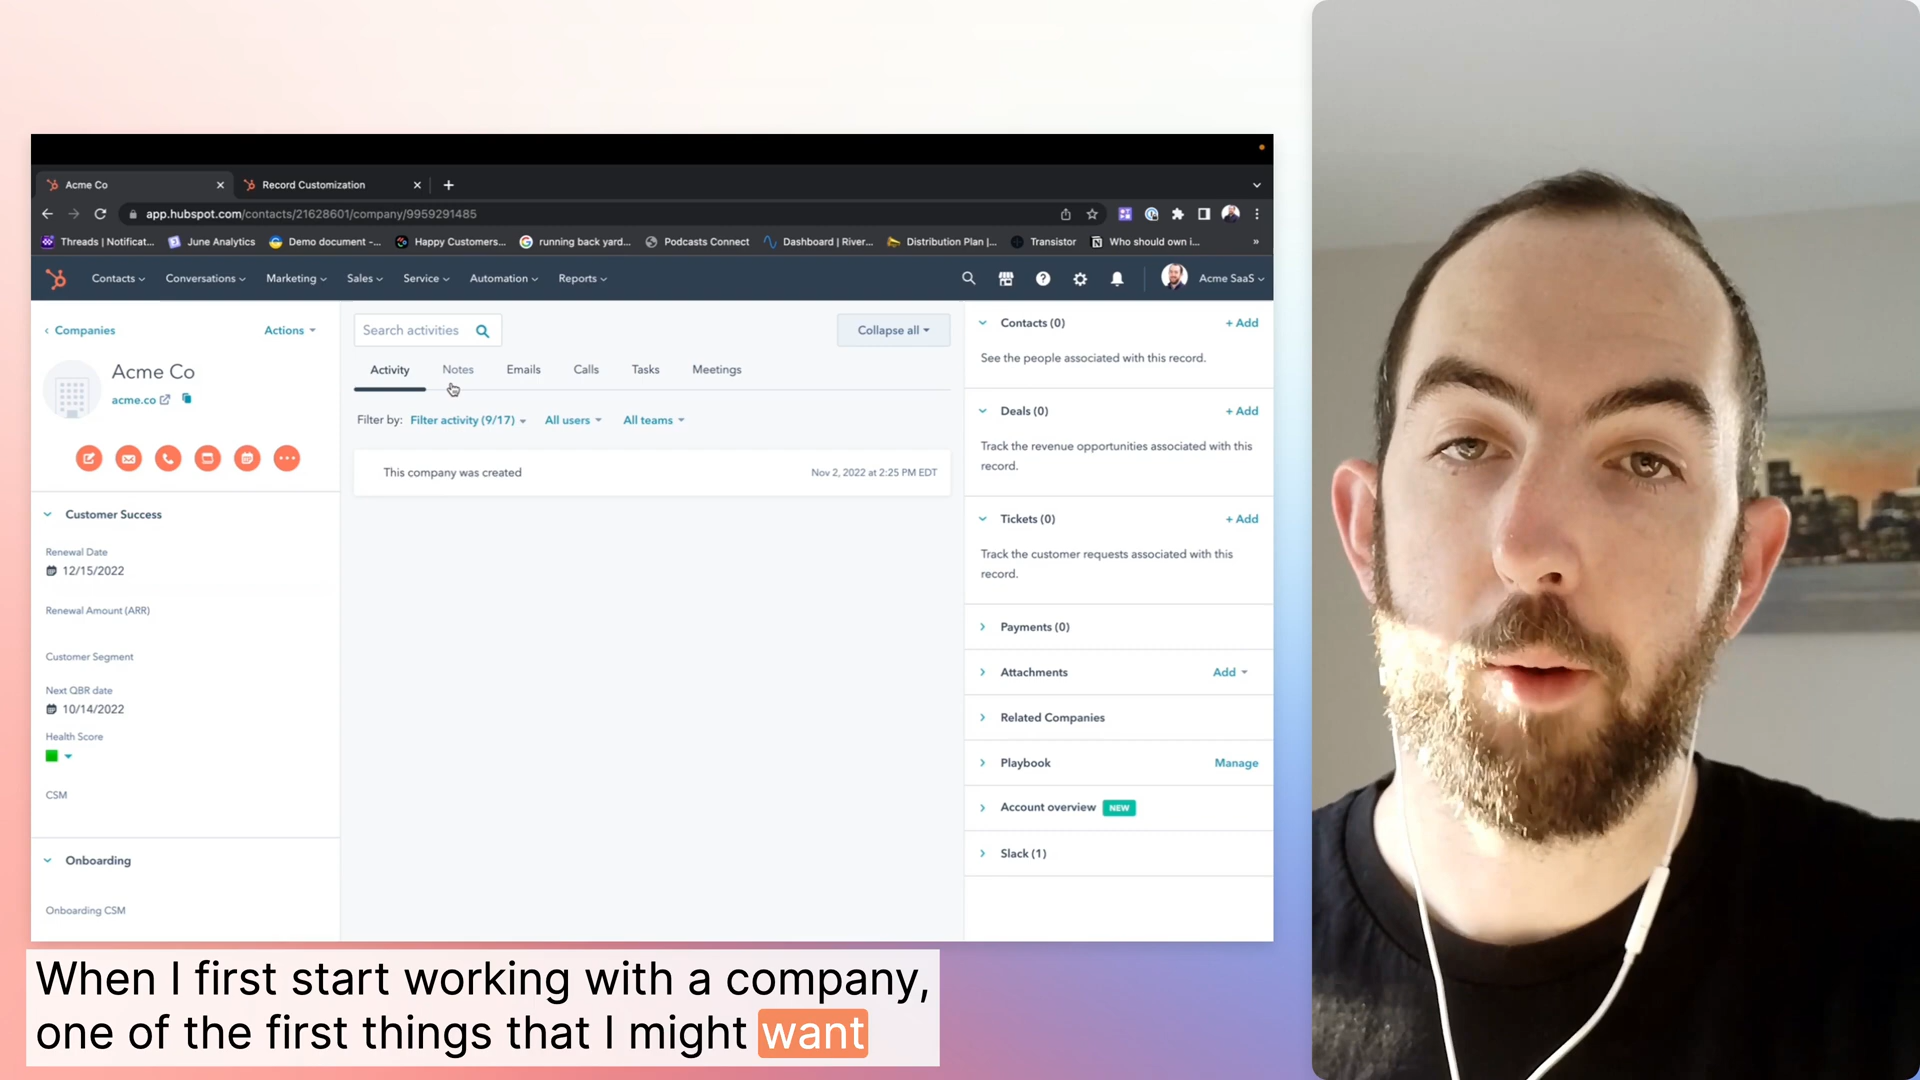 Acme Co
Record Customization
app.hubspot.com/contacts/21628601/company/9959291485
Threads | Notificat...
June Analytics
Demo document -...
Happy Customers...
running back yard...
Podcasts Connect
Dashboard | River...
Distribution Plan |...
Transistor
Who should own i...
»
Contacts
Conversations
Marketing
Sales
Service
Automation
Reports
Acme SaaS
Companies
Actions
Acme Co
acme.co
Customer Success
Renewal Date
12/15/2022
Renewal Amount (ARR)
Customer Segment
Next QBR date
10/14/2022
Health Score
CSM
Onboarding
Onboarding CSM
Search activities
Collapse all
Activity
Notes
Emails
Calls
Tasks
Meetings
Filter by: Filter activity (9/17) All users All teams
This company was created
Nov 2, 2022 at 2:25 PM EDT
Contacts (0)
+ Add
See the people associated with this record.
Deals (0)
+ Add
Track the revenue opportunities associated with this
record.
Tickets (0)
+ Add
Track the customer requests associated with this
record.
Payments (0)
Attachments
Add
Related Companies
Playbook
Manage
Account overview NEW
Slack (1)
When I first start working with a company,
one of the first things that I might want